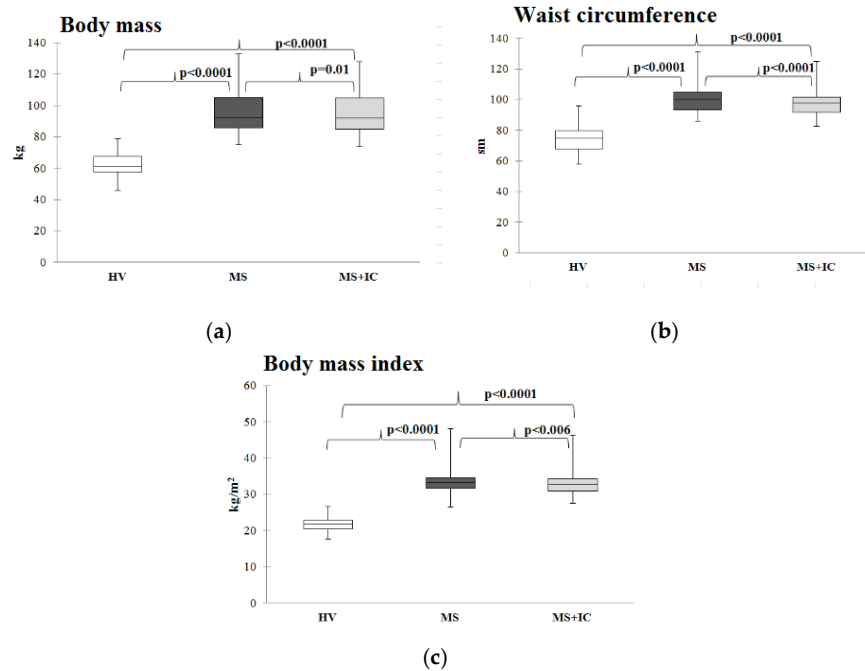 Body mass
p<0.0001
p<0.0001
p=0.01
140
120
100
80
60
40
20
0
kg
HV
MS
MS+IC
(a)
Waist circumference
p<0.0001
p<0.0001
p<0.0001
140
120
100
80
60
40
20
0
sm
HV
MS
MS+IC
(b)
Body mass index
p<0.0001
p<0.0001
p<0.006
60
50
40
30
20
10
0
kg/m²
HV
MS
MS+IC
(c)